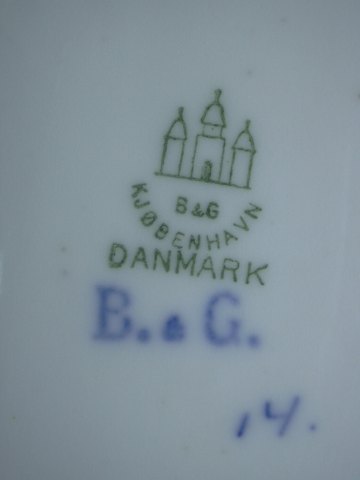 B&G
KJØBENHAVN
DANMARK
B. & G.
14.